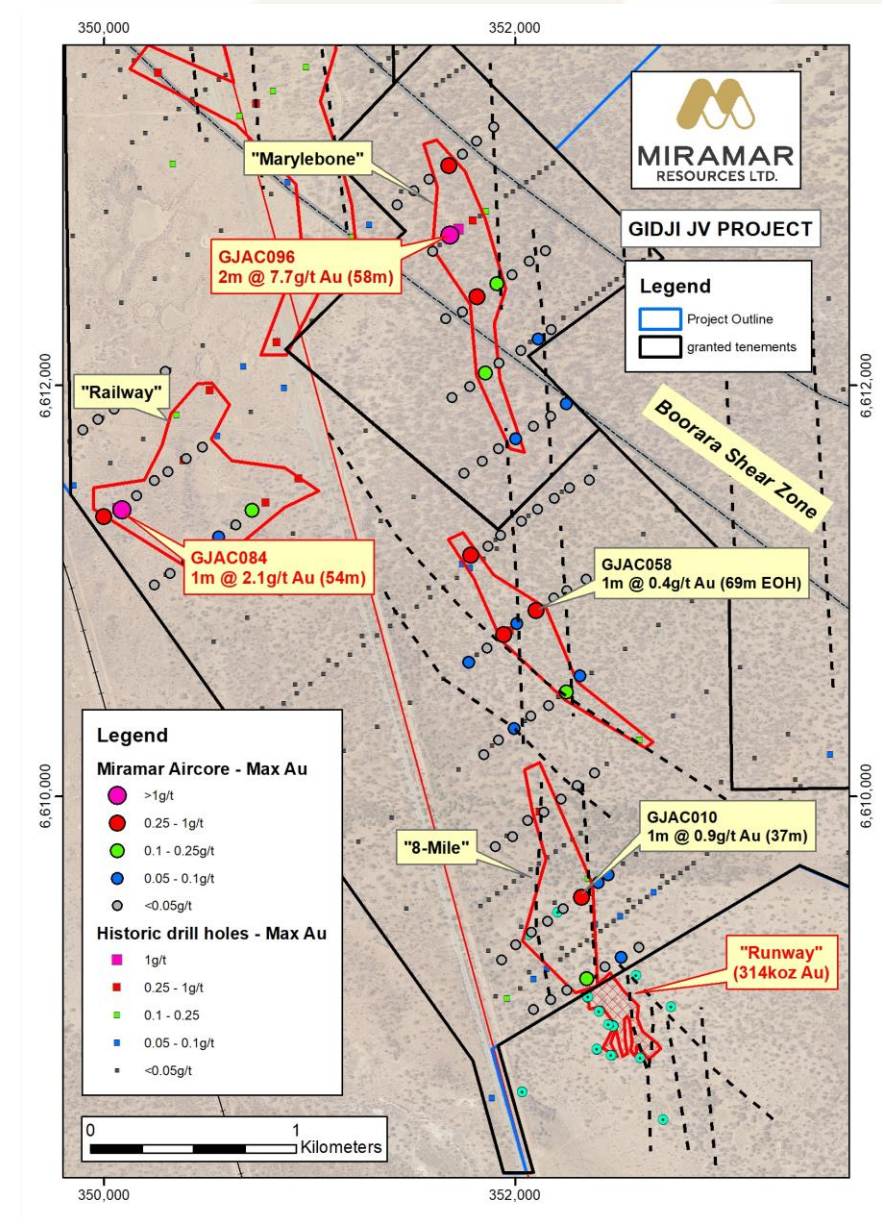 350,000
352,000
MIRAMAR
RESOURCES LTD.
GIDJI JV PROJECT
Legend
Project Outline
granted tenements
"Marylebone"
GJAC096
2m @ 7.7g/t Au (58m)
6,612,000
6,612,000
"Railway"
Boorara Shear Zone
GJAC084
1m @ 2.1g/t Au (54m)
GJAC058
1m @ 0.4g/t Au (69m EOH)
Legend
Miramar Aircore - Max Au
>1g/t
0.25 - 1g/t
0.1 - 0.25g/t
0.05 - 0.1g/t
<0.05g/t
Historic drill holes - Max Au
1g/t
0.25 - 1g/t
0.1 - 0.25
0.05 - 0.1g/t
<0.05g/t
6,610,000
6,610,000
GJAC010
1m @ 0.9g/t Au (37m)
"8-Mile"
"Runway"
(314koz Au)
0 1
Kilometers
350,000
352,000